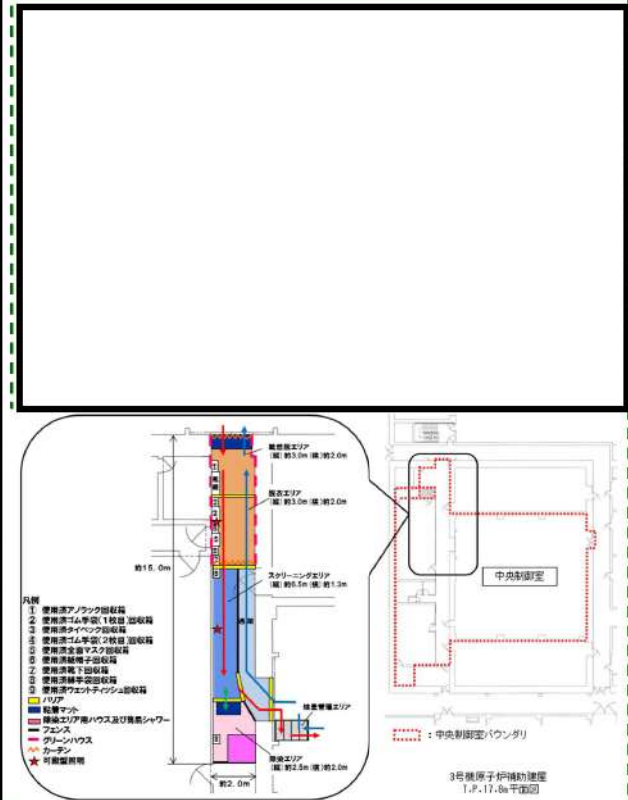 靴着脱エリア
(縦)約3.0m(横)約2.0m
脱衣エリア
(縦)約3.0m(横)約2.0m
スクリーニングエリア
(縦)約6.5m(横)約1.3m
約15.0m
通路
中央制御室
凡例
① 使用済アノラック回収箱
② 使用済ゴム手袋(1枚目)回収箱
③ 使用済タイベック回収箱
④ 使用済ゴム手袋(2枚目)回収箱
⑤ 使用済全面マスク回収箱
⑥ 使用済紙帽子回収箱
⑦ 使用済靴下回収箱
⑧ 使用済綿手袋回収箱
⑨ 使用済ウェットティッシュ回収箱
バリア
粘着マット
除染エリア用ハウス及び簡易シャワー
フェンス
グリーンハウス
カーテン
可搬型照明
線量管理エリア
除染エリア
(縦)約2.5m(横)約2.0m
約2.0m
:中央制御室バウンダリ
3号機原子炉補助建屋
T.P.17.8m平面図